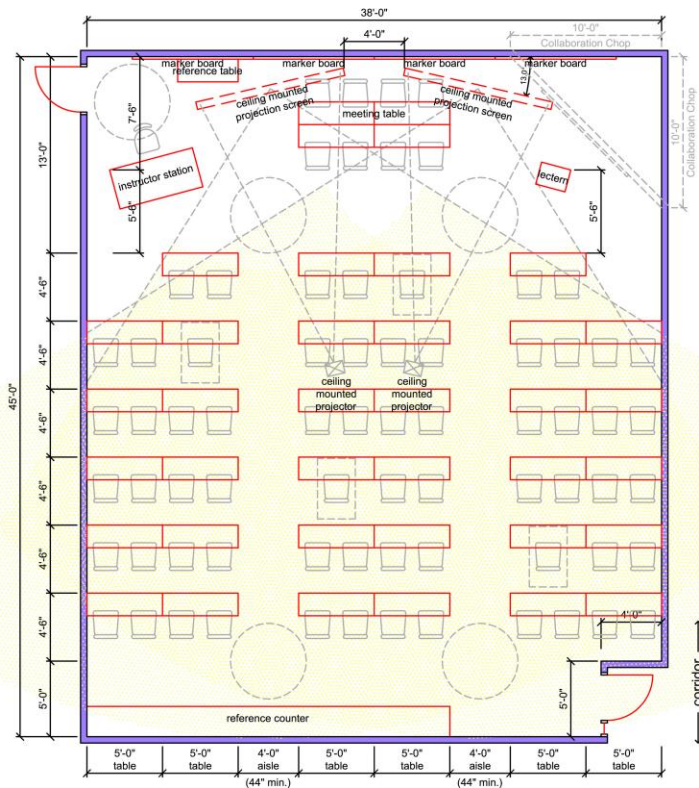 38'-0"
4'-0"
10'-0"
Collaboration Chop
marker board
marker board
marker board
marker board
reference table
13.0'
10'-0"
Collaboration Chop
ceiling mounted
projection screen
ceiling mounted
projection screen
meeting table
7'-6"
13'-0"
instructor station
ectern
5'-6"
5'-6"
4'-6"
4'-6"
45'-0"
ceiling
mounted
projector
ceiling
mounted
projector
4'-6"
4'-6"
4'-6"
4'-6"
4'-0"
5'-0"
5'-0"
corridor
reference counter
5'-0"
table
5'-0"
table
4'-0"
aisle
5'-0"
table
5'-0"
table
4'-0"
aisle
5'-0"
table
5'-0"
table
(44" min.)
(44" min.)